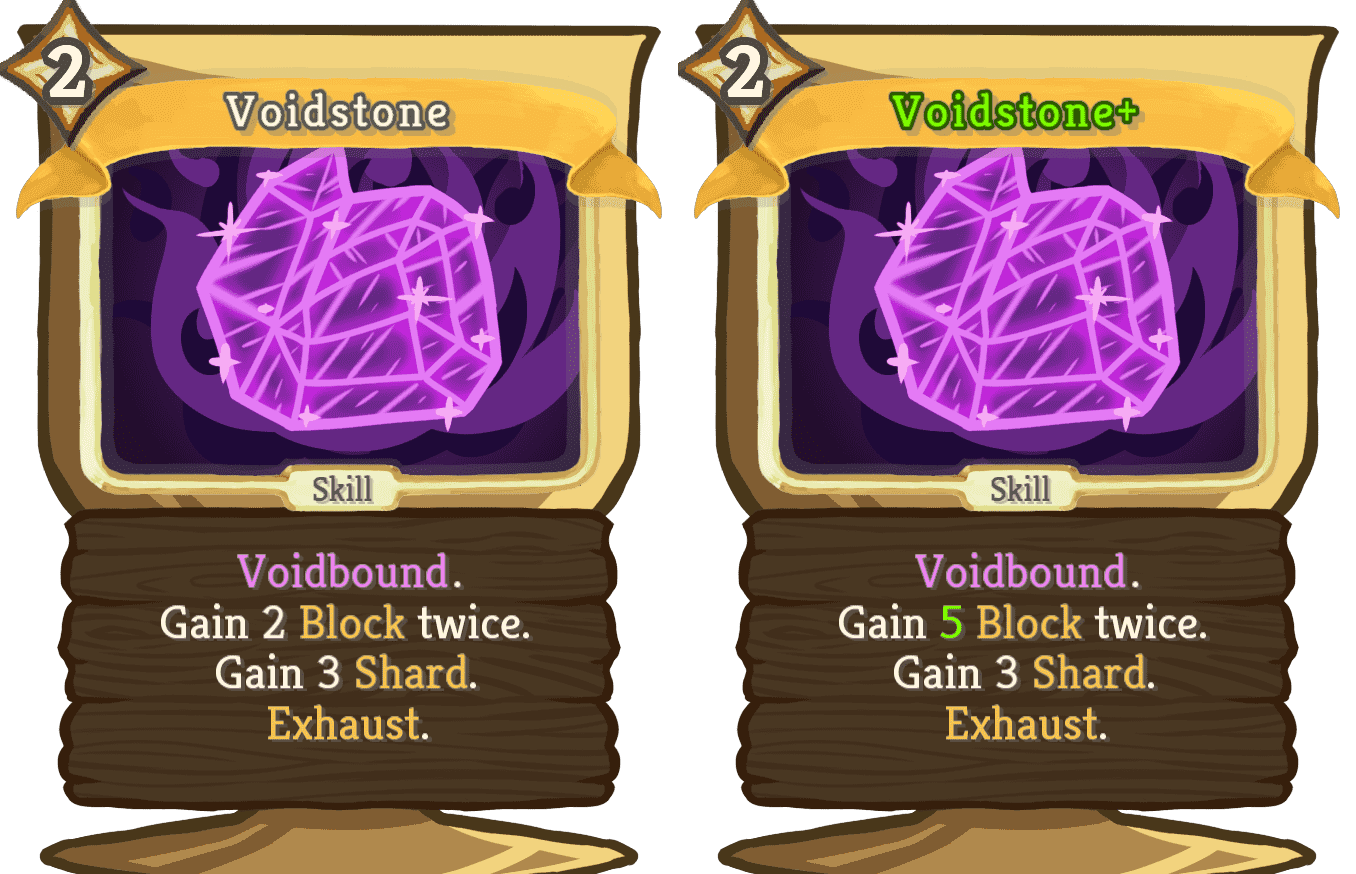 2
Voidstone
Skill
Voidbound.
Gain 2 Block twice.
Gain 3 Shard.
Exhaust.
2
Voidstone+
Skill
Voidbound.
Gain 5 Block twice.
Gain 3 Shard.
Exhaust.